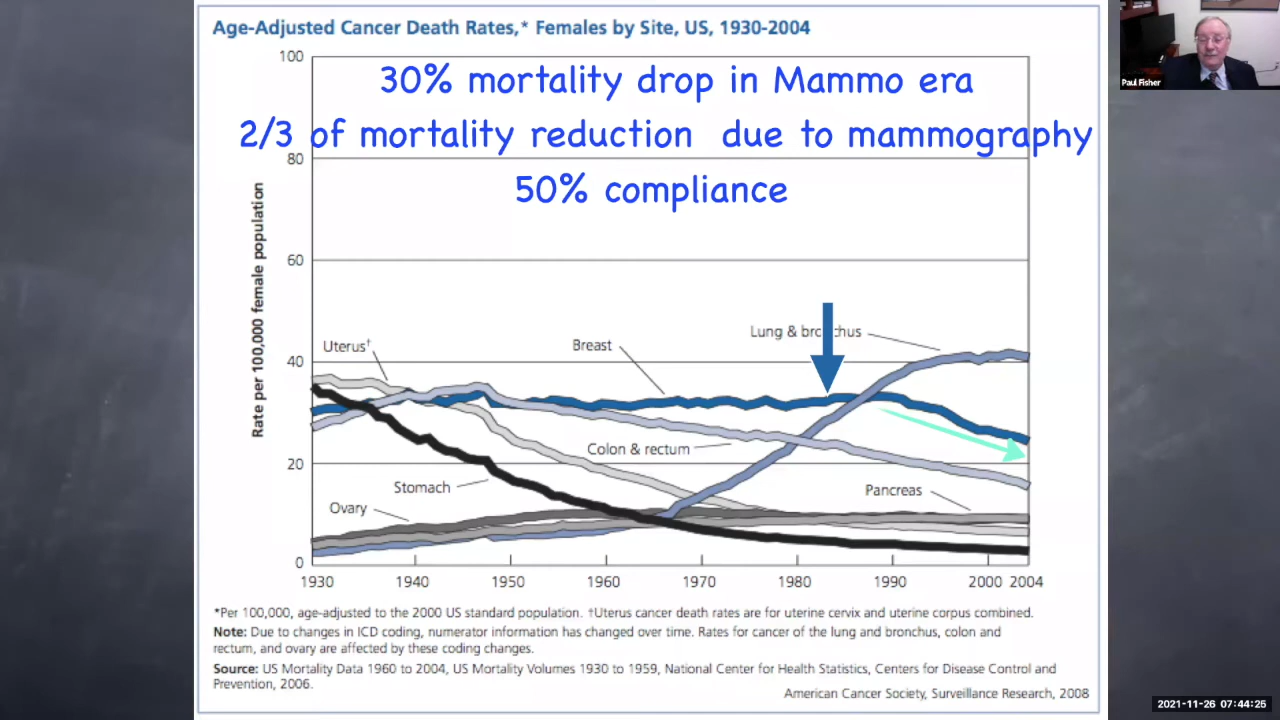 Age-Adjusted Cancer Death Rates,* Females by Site, US, 1930-2004
100
30% mortality drop in Mammo era
2/3 of mortality reduction due to mammography
80
50% compliance
Rate per 100,000 female population
60
Lung & bronchus
Uterus†
Breast
40
Colon & rectum
20
Stomach
Pancreas
Ovary
0
1930 1940 1950 1960 1970 1980 1990 2000 2004
*Per 100,000, age-adjusted to the 2000 US standard population. †Uterus cancer death rates are for uterine cervix and uterine corpus combined.
Note: Due to changes in ICD coding, numerator information has changed over time. Rates for cancer of the lung and bronchus, colon and
rectum, and ovary are affected by these coding changes.
Source: US Mortality Data 1960 to 2004, US Mortality Volumes 1930 to 1959, National Center for Health Statistics, Centers for Disease Control and
Prevention, 2006.
American Cancer Society, Surveillance Research, 2008
Paul Fisher
2021-11-26 07:44:25